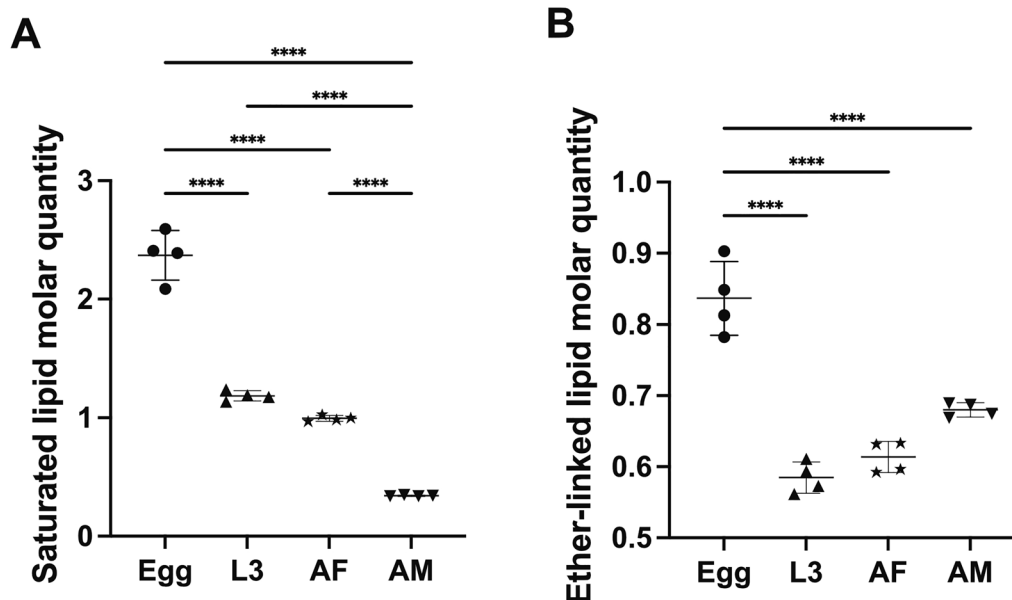 A
****
****
****
**** ****
Saturated lipid molar quantity
3
2
1
0
Egg L3 AF AM
B
****
****
****
Ether-linked lipid molar quantity
1.0
0.9
0.8
0.7
0.6
0.5
Egg L3 AF AM